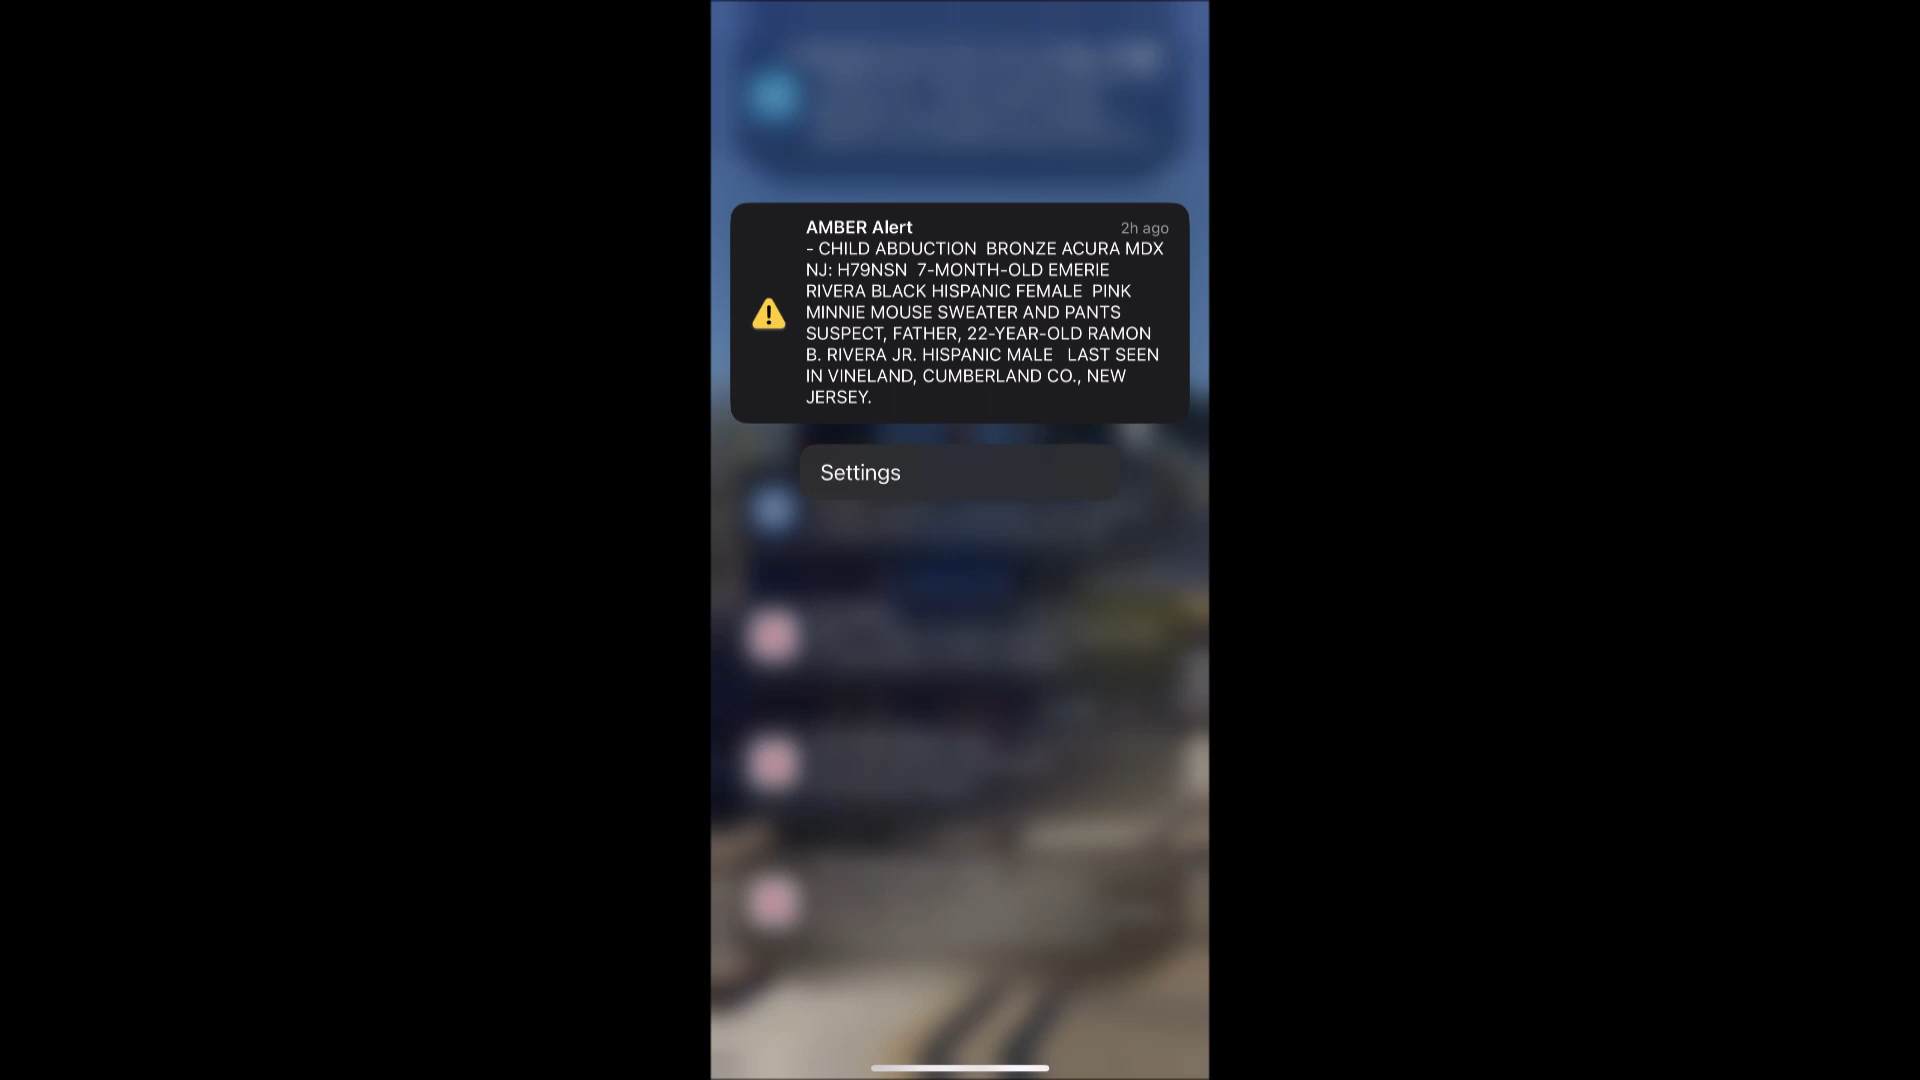 AMBER Alert 2h ago
- CHILD ABDUCTION  BRONZE ACURA MDX
NJ: H79NSN  7-MONTH-OLD EMERIE
RIVERA BLACK HISPANIC FEMALE  PINK
MINNIE MOUSE SWEATER AND PANTS
SUSPECT, FATHER, 22-YEAR-OLD RAMON
B. RIVERA JR. HISPANIC MALE   LAST SEEN
IN VINELAND, CUMBERLAND CO., NEW
JERSEY.
Settings